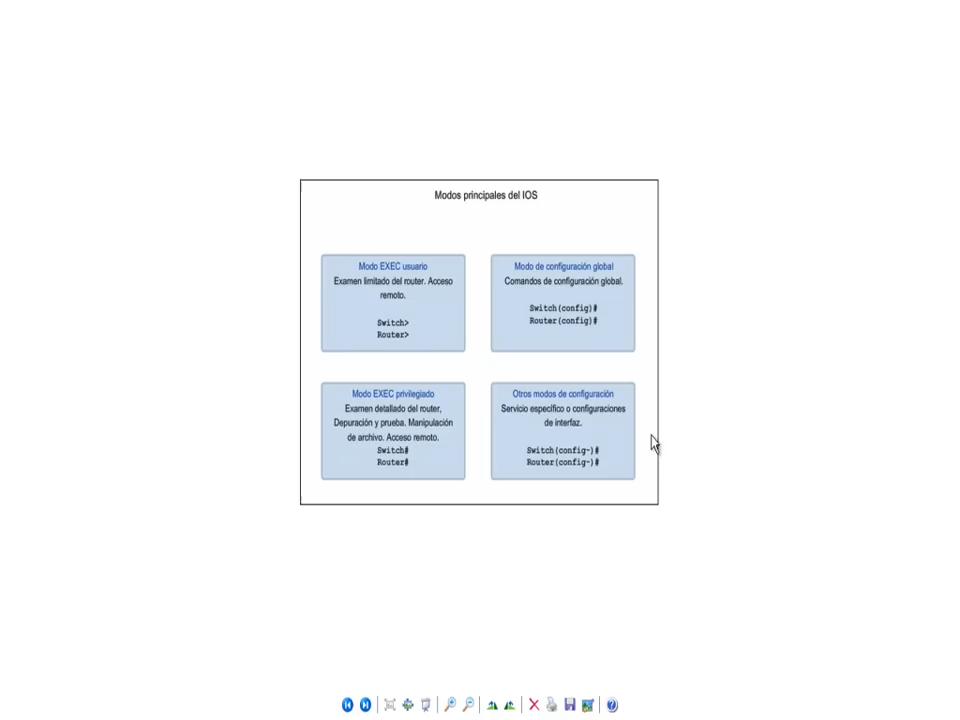 Modos principales del IOS
Modo EXEC usuario
Examen limitado del router. Acceso
remoto.
Switch>
Router>
Modo de configuración global
Comandos de configuración global.
Switch(config)#
Router(config)#
Modo EXEC privilegiado
Examen detallado del router,
Depuración y prueba. Manipulación
de archivo. Acceso remoto.
Switch#
Router#
Otros modos de configuración
Servicio específico o configuraciones
de interfaz.
Switch(config-)#
Router(config-)#